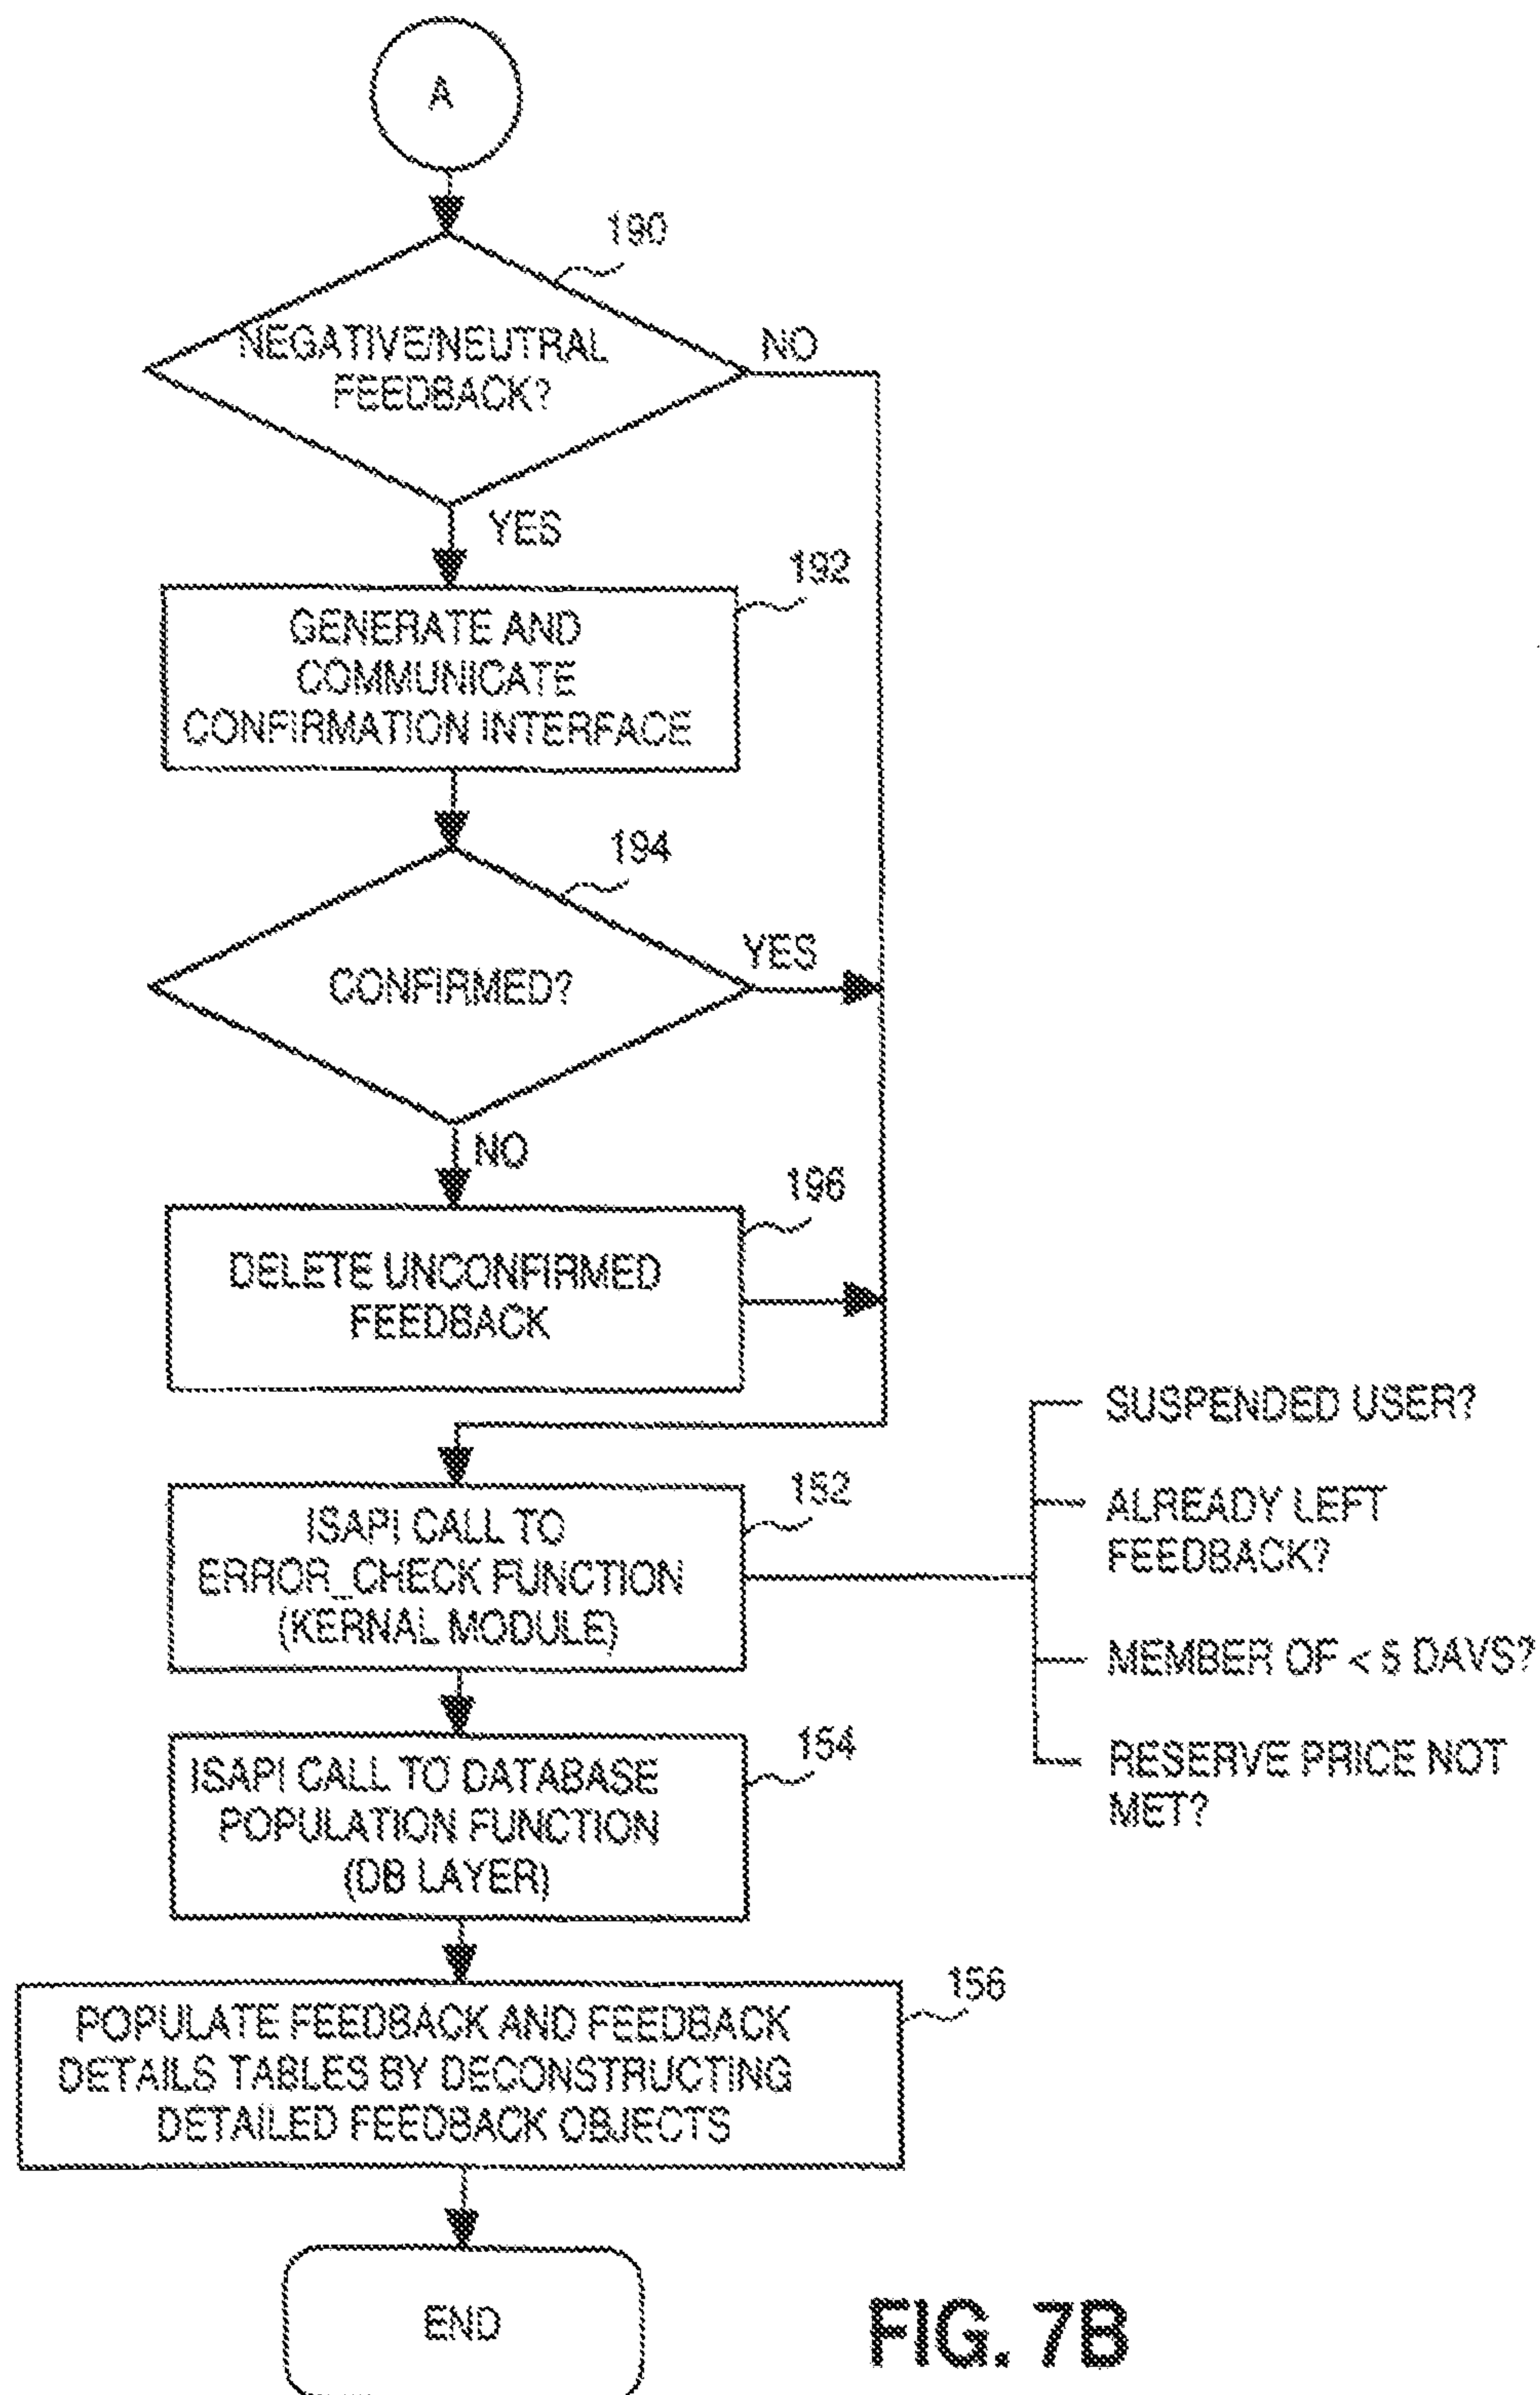 A
190
NEGATIVE/NEUTRAL
FEEDBACK?
NO
YES
192
GENERATE AND
COMMUNICATE
CONFIRMATION INTERFACE
194
CONFIRMED?
YES
NO
196
DELETE UNCONFIRMED
FEEDBACK
152
ISAPI CALL TO
ERROR_CHECK FUNCTION
(KERNAL MODULE)
SUSPENDED USER?
ALREADY LEFT
FEEDBACK?
MEMBER OF < 5 DAYS?
RESERVE PRICE NOT
MET?
154
ISAPI CALL TO DATABASE
POPULATION FUNCTION
(DB LAYER)
156
POPULATE FEEDBACK AND FEEDBACK
DETAILS TABLES BY DECONSTRUCTING
DETAILED FEEDBACK OBJECTS
END
FIG. 7B